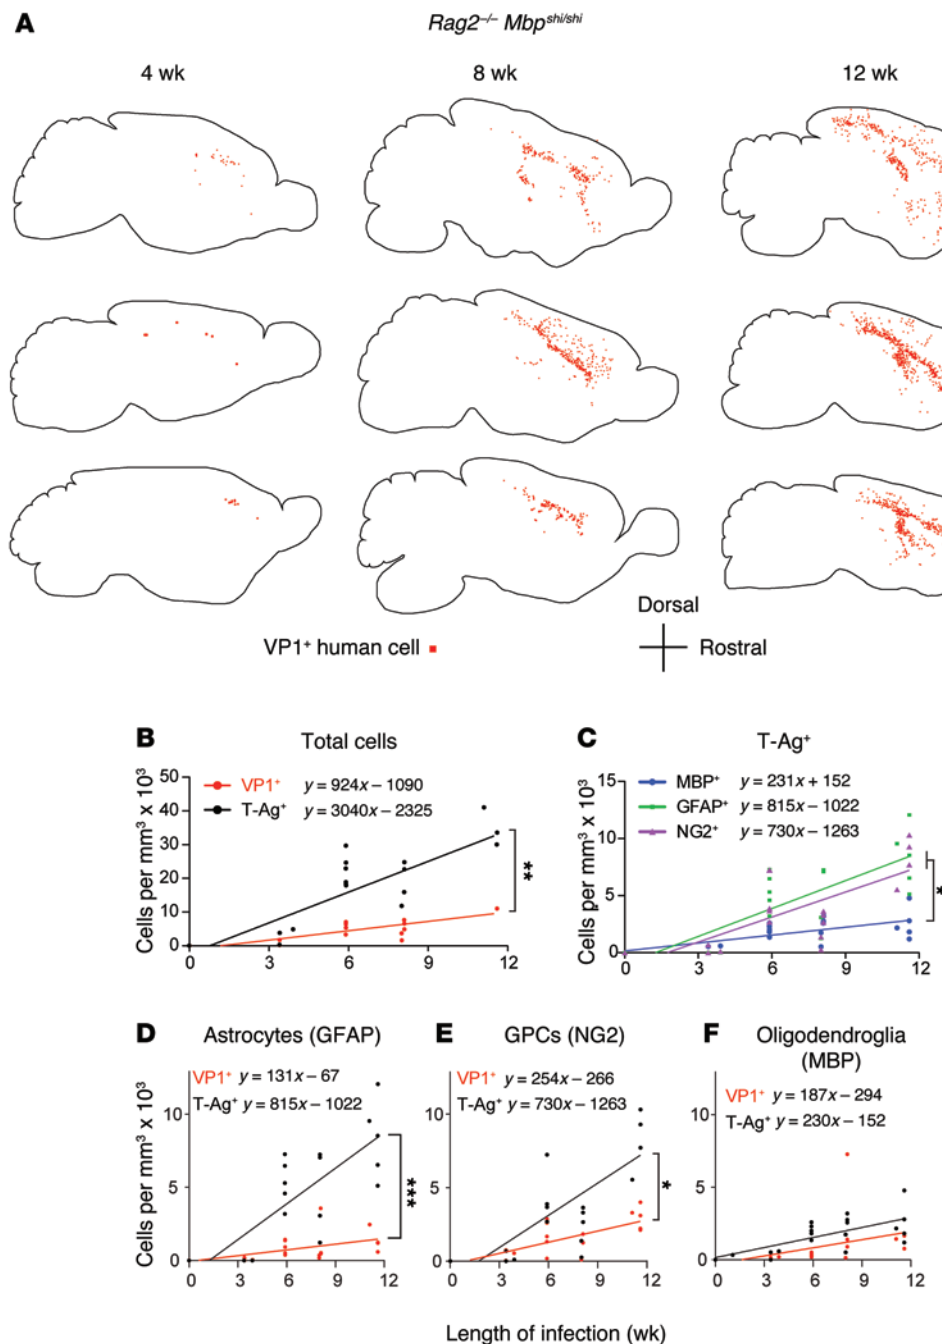 A
Rag2⁻/⁻ Mbpˢʰⁱ/ˢʰⁱ
4 wk
8 wk
12 wk
VP1⁺ human cell
Dorsal
Rostral
B
Total cells
VP1⁺ y = 924x – 1090
T-Ag⁺ y = 3040x – 2325
Cells per mm³ x 10³
50
40
30
20
10
0
0 3 6 9 12
**
C
T-Ag⁺
MBP⁺ y = 231x + 152
GFAP⁺ y = 815x – 1022
NG2⁺ y = 730x – 1263
Cells per mm³ x 10³
15
10
5
0
0 3 6 9 12
*
D
Astrocytes (GFAP)
VP1⁺ y = 131x – 67
T-Ag⁺ y = 815x – 1022
Cells per mm³ x 10³
10
5
0
0 3 6 9 12
***
E
GPCs (NG2)
VP1⁺ y = 254x – 266
T-Ag⁺ y = 730x – 1263
10
5
0
0 3 6 9 12
*
F
Oligodendroglia
(MBP)
VP1⁺ y = 187x – 294
T-Ag⁺ y = 230x – 152
10
5
0
0 3 6 9 12
Length of infection (wk)